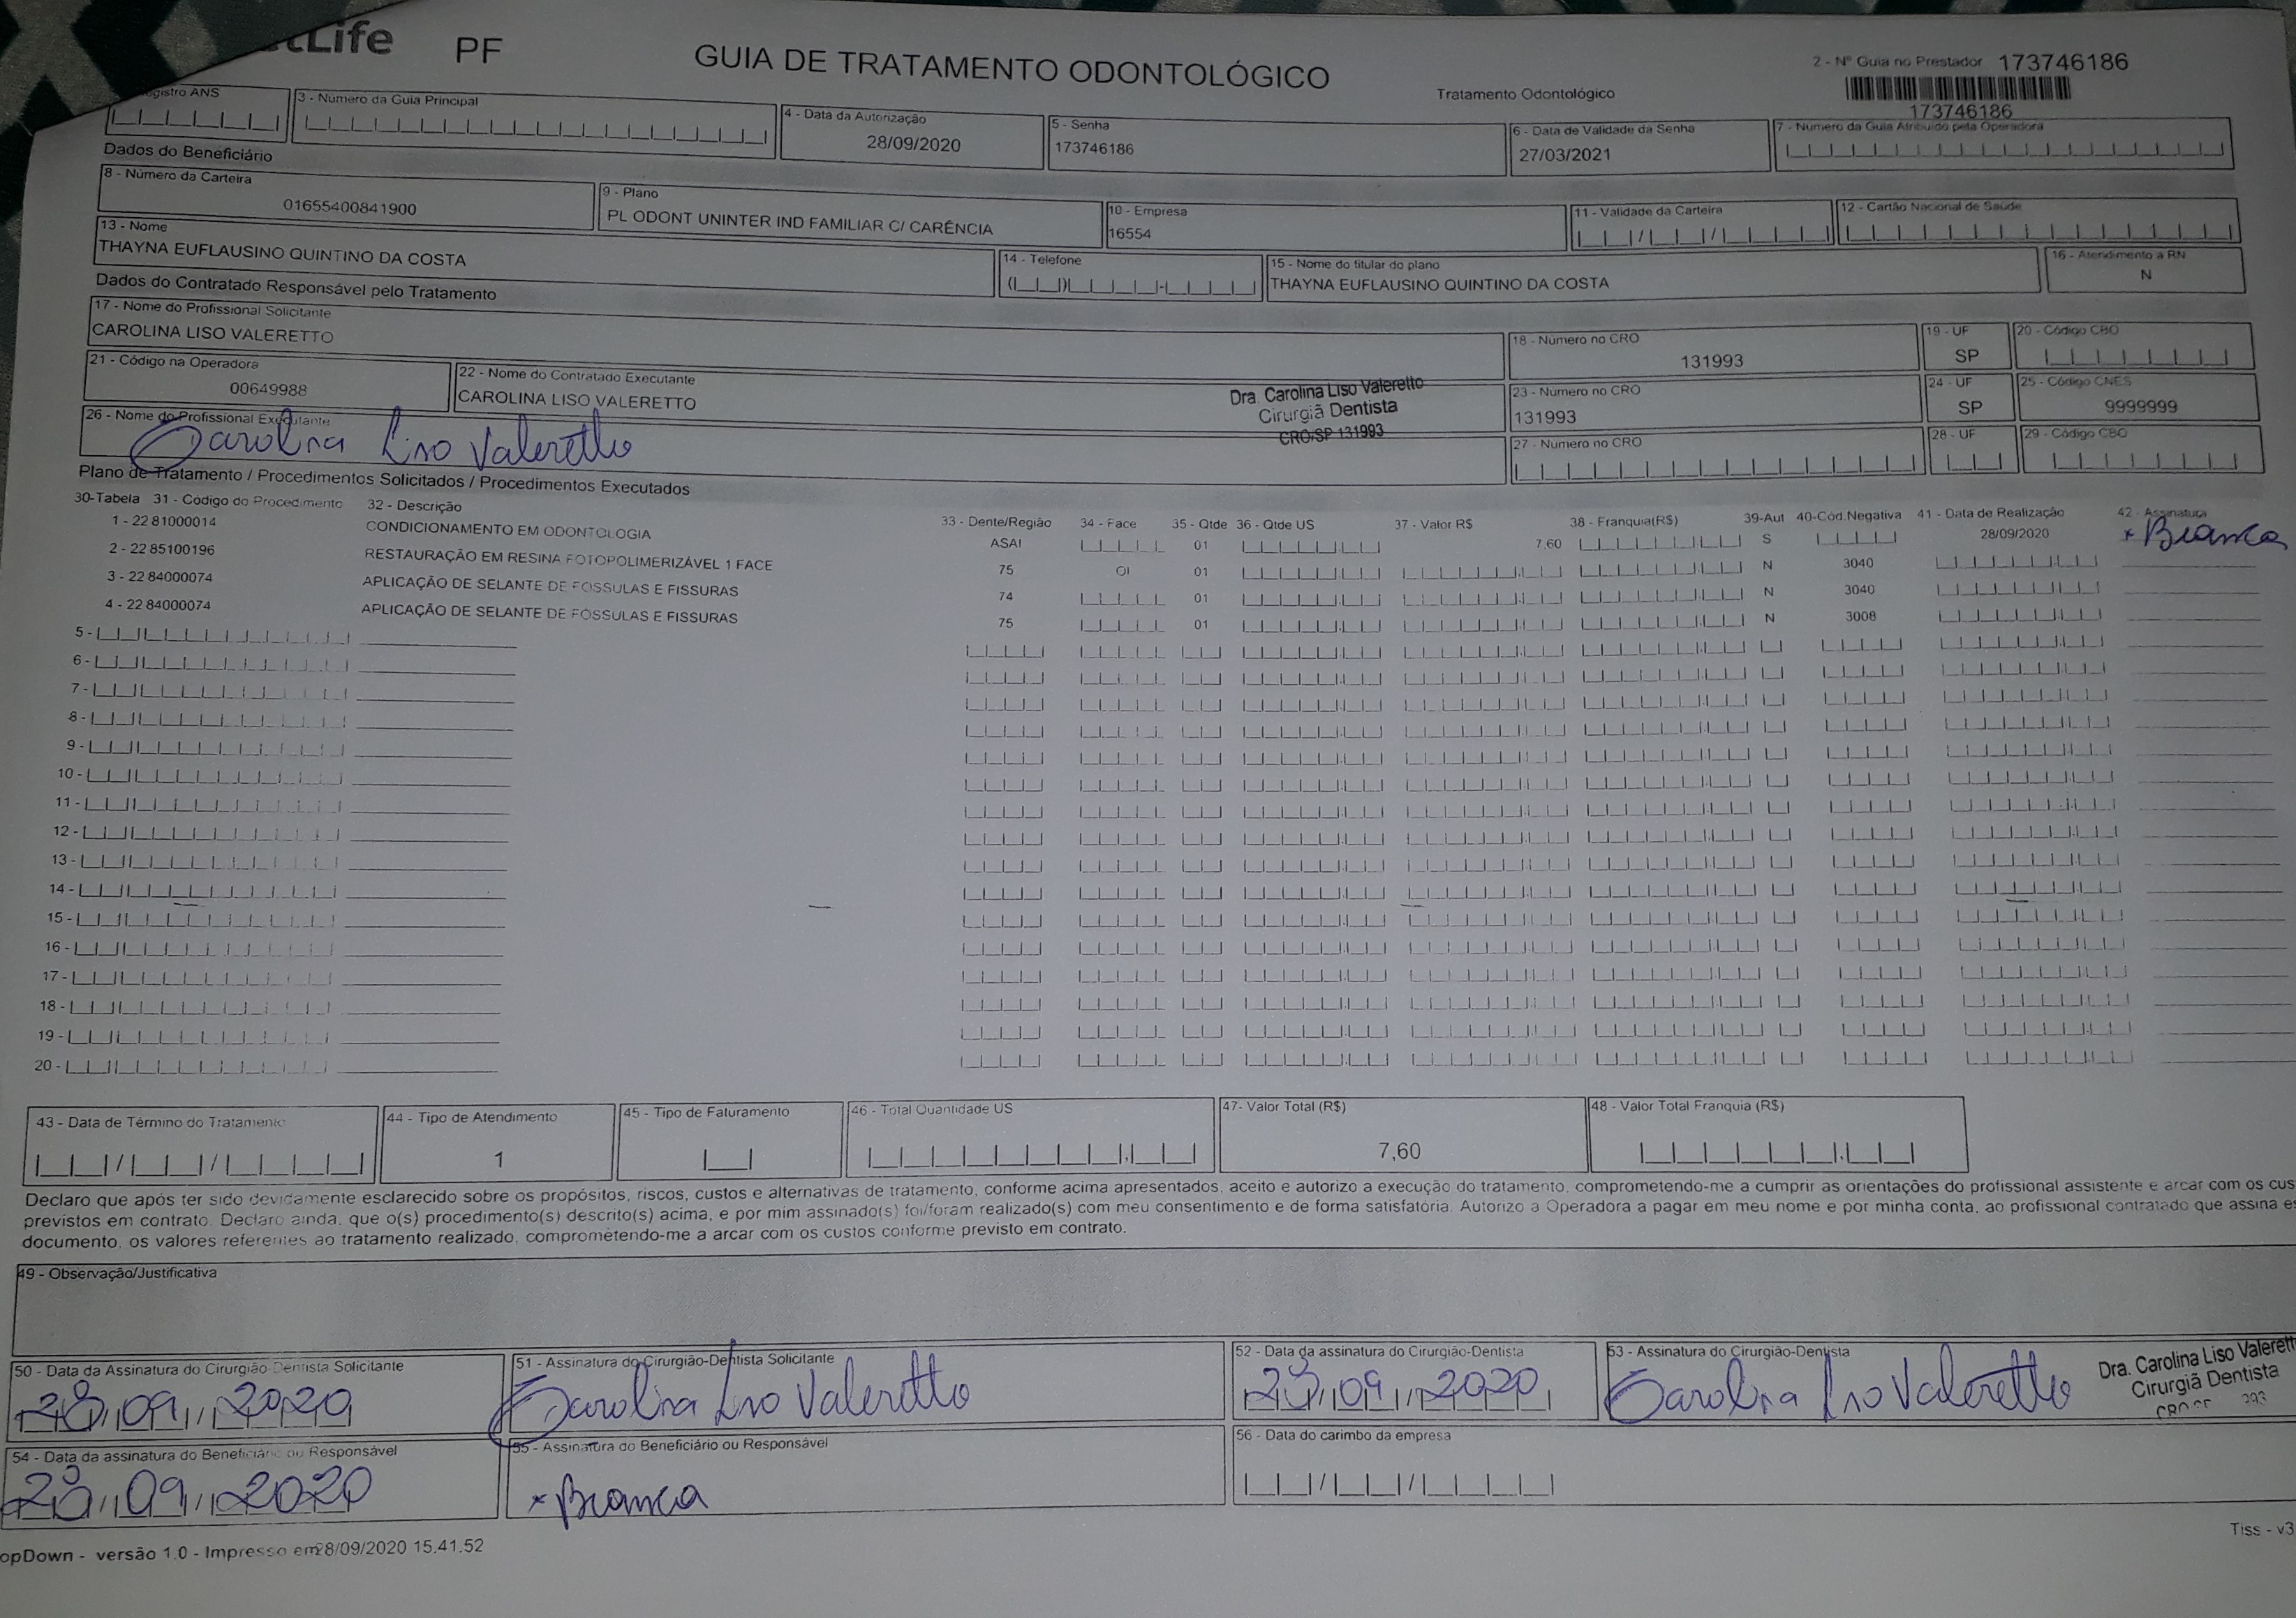 tLife PF
GUIA DE TRATAMENTO ODONTOLÓGICO
Tratamento Odontológico
2 - Nº Guia no Prestador 173746186
173746186
gistro ANS
3 - Número da Guia Principal
4 - Data da Autorização
28/09/2020
5 - Senha
173746186
6 - Data de Validade da Senha
27/03/2021
7 - Número da Guia Atribuído pela Operadora
Dados do Beneficiário
8 - Número da Carteira
01655400841900
9 - Plano
PL ODONT UNINTER IND FAMILIAR C/ CARÊNCIA
10 - Empresa
16554
11 - Validade da Carteira
12 - Cartão Nacional de Saúde
13 - Nome
THAYNA EUFLAUSINO QUINTINO DA COSTA
14 - Telefone
15 - Nome do titular do plano
THAYNA EUFLAUSINO QUINTINO DA COSTA
16 - Atendimento a RN
N
Dados do Contratado Responsável pelo Tratamento
17 - Nome do Profissional Solicitante
CAROLINA LISO VALERETTO
18 - Número no CRO
131993
19 - UF
SP
20 - Código CBO
21 - Código na Operadora
00649988
22 - Nome do Contratado Executante
CAROLINA LISO VALERETTO
Dra. Carolina Liso Valeretto
Cirurgiã Dentista
CRO/SP 131993
23 - Número no CRO
131993
24 - UF
SP
25 - Código CNES
9999999
26 - Nome do Profissional Executante
Carolina Liso Valeretto
27 - Número no CRO
28 - UF
29 - Código CBO
Plano de Tratamento / Procedimentos Solicitados / Procedimentos Executados
30-Tabela 31 - Código do Procedimento 32 - Descrição 33 - Dente/Região 34 - Face 35 - Qtde 36 - Qtde US 37 - Valor R$ 38 - Franquia(R$) 39-Aut 40-Cód.Negativa 41 - Data de Realização 42 - Assinatura
1 - 22 81000014 CONDICIONAMENTO EM ODONTOLOGIA ASAI 01 7,60 S 28/09/2020 x Bianca
2 - 22 85100196 RESTAURAÇÃO EM RESINA FOTOPOLIMERIZÁVEL 1 FACE 75 OI 01 N 3040
3 - 22 84000074 APLICAÇÃO DE SELANTE DE FÓSSULAS E FISSURAS 74 01 N 3040
4 - 22 84000074 APLICAÇÃO DE SELANTE DE FÓSSULAS E FISSURAS 75 01 N 3008
5 -
6 -
7 -
8 -
9 -
10 -
11 -
12 -
13 -
14 -
15 -
16 -
17 -
18 -
19 -
20 -
43 - Data de Término do Tratamento
44 - Tipo de Atendimento
1
45 - Tipo de Faturamento
46 - Total Quantidade US
47- Valor Total (R$)
7,60
48 - Valor Total Franquia (R$)
Declaro que após ter sido devidamente esclarecido sobre os propósitos, riscos, custos e alternativas de tratamento, conforme acima apresentados, aceito e autorizo a execução do tratamento, comprometendo-me a cumprir as orientações do profissional assistente e arcar com os cus
previstos em contrato. Declaro ainda, que o(s) procedimento(s) descrito(s) acima, e por mim assinado(s) foi/foram realizado(s) com meu consentimento e de forma satisfatória. Autorizo a Operadora a pagar em meu nome e por minha conta, ao profissional contratado que assina es
documento, os valores referentes ao tratamento realizado, comprometendo-me a arcar com os custos conforme previsto em contrato.
49 - Observação/Justificativa
50 - Data da Assinatura do Cirurgião-Dentista Solicitante
28/09/2020
51 - Assinatura do Cirurgião-Dentista Solicitante
Carolina Liso Valeretto
52 - Data da assinatura do Cirurgião-Dentista
28/09/2020
53 - Assinatura do Cirurgião-Dentista
Carolina Liso Valeretto
Dra. Carolina Liso Valerett
Cirurgiã Dentista
54 - Data da assinatura do Beneficiário ou Responsável
28/09/2020
55 - Assinatura do Beneficiário ou Responsável
x Bianca
56 - Data do carimbo da empresa
opDown - versão 1.0 - Impresso em28/09/2020 15.41.52
Tiss - v3